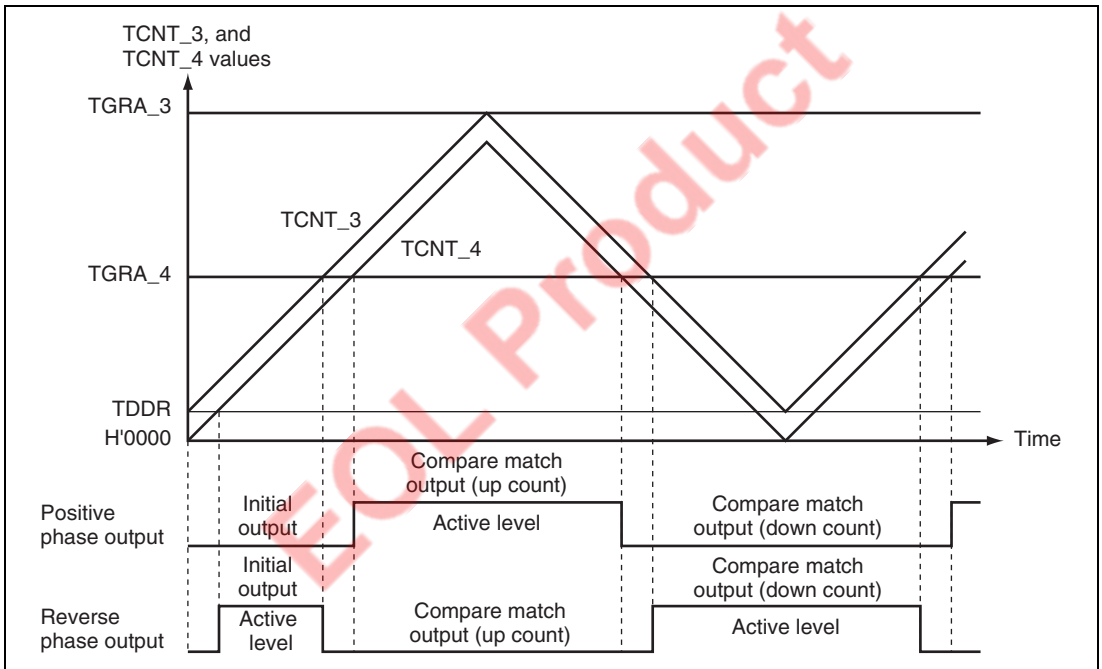 TCNT_3, and
TCNT_4 values
TGRA_3
TCNT_3
TCNT_4
TGRA_4
TDDR
H'0000
Time
EOL Product
Compare match
output (up count)
Positive
phase output
Initial
output
Active level
Compare match
output (down count)
Initial
output
Compare match
output (down count)
Reverse
phase output
Active
level
Compare match
output (up count)
Active level